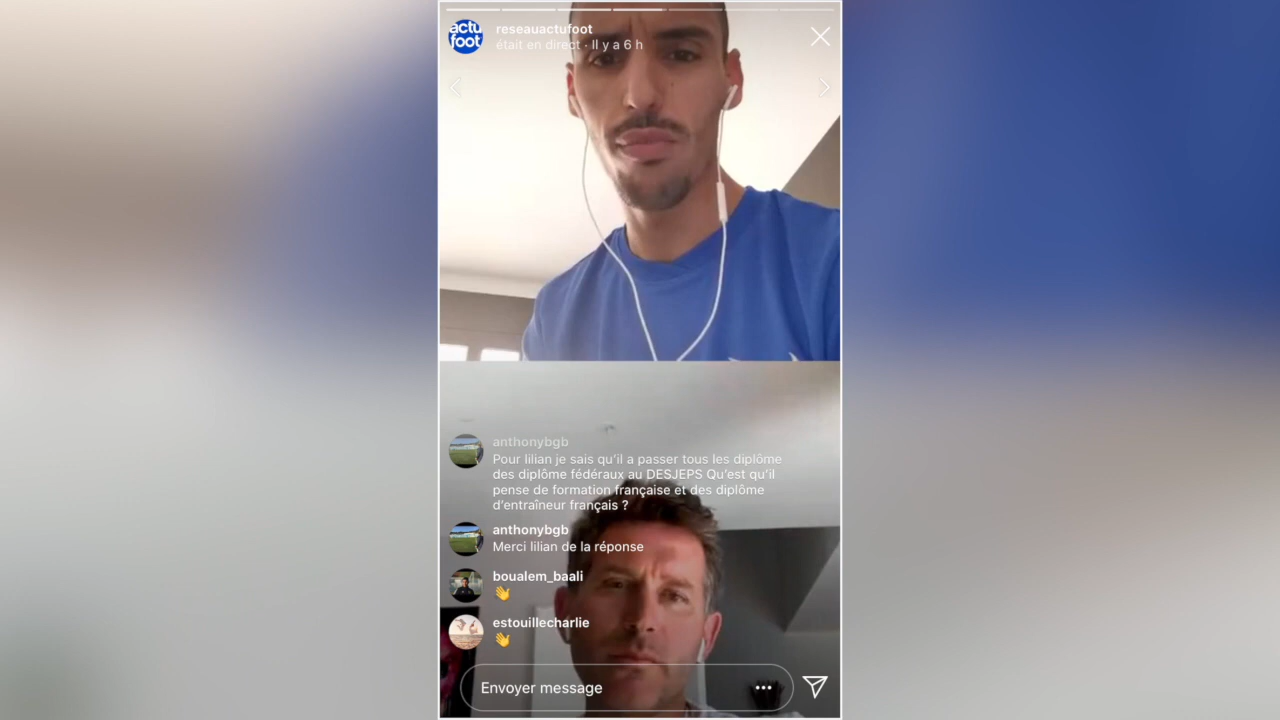 actu
foot
reseauactufoot
était en direct · Il y a 6 h
anthonybgb
Pour lilian je sais qu'il a passer tous les diplôme
des diplôme fédéraux au DESJEPS Qu'est qu'il
pense de formation française et des diplôme
d'entraîneur français ?
anthonybgb
Merci lilian de la réponse
boualem_baali
👋
estouillecharlie
👋
Envoyer message